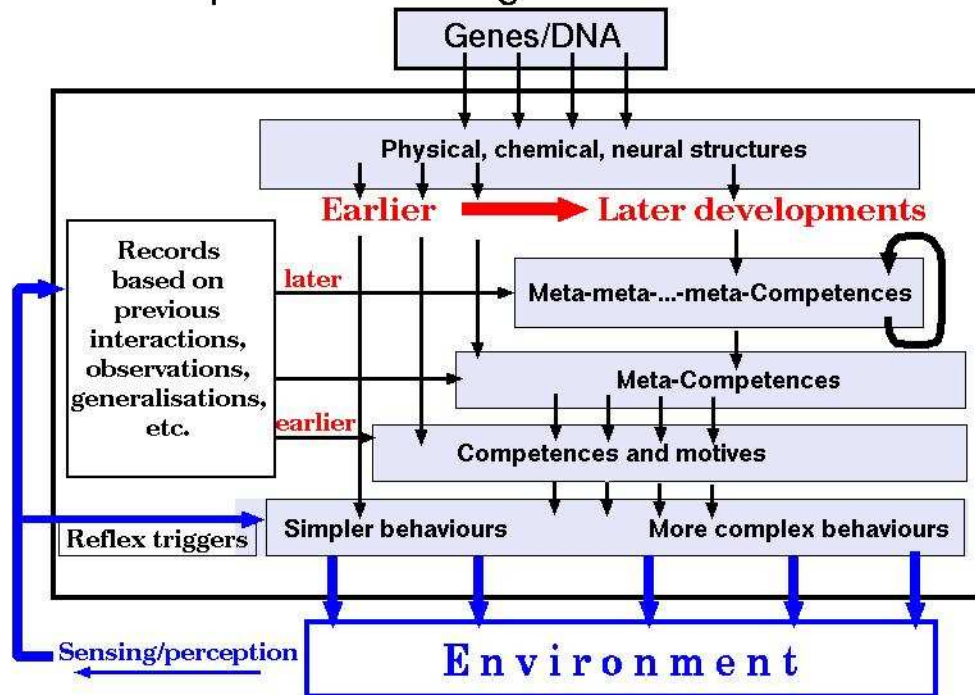 Genes/DNA
Physical, chemical, neural structures
Earlier
Later developments
Records
based on
previous
interactions,
observations,
generalisations,
etc.
later
Meta-meta-...-meta-Competences
Meta-Competences
earlier
Competences and motives
Reflex triggers
Simpler behaviours
More complex behaviours
Sensing/perception
Environment